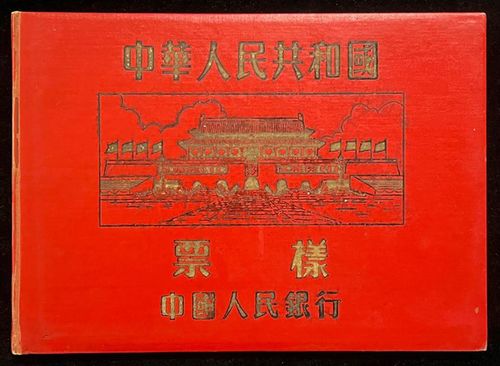 中華人民共和國
票樣
中國人民銀行